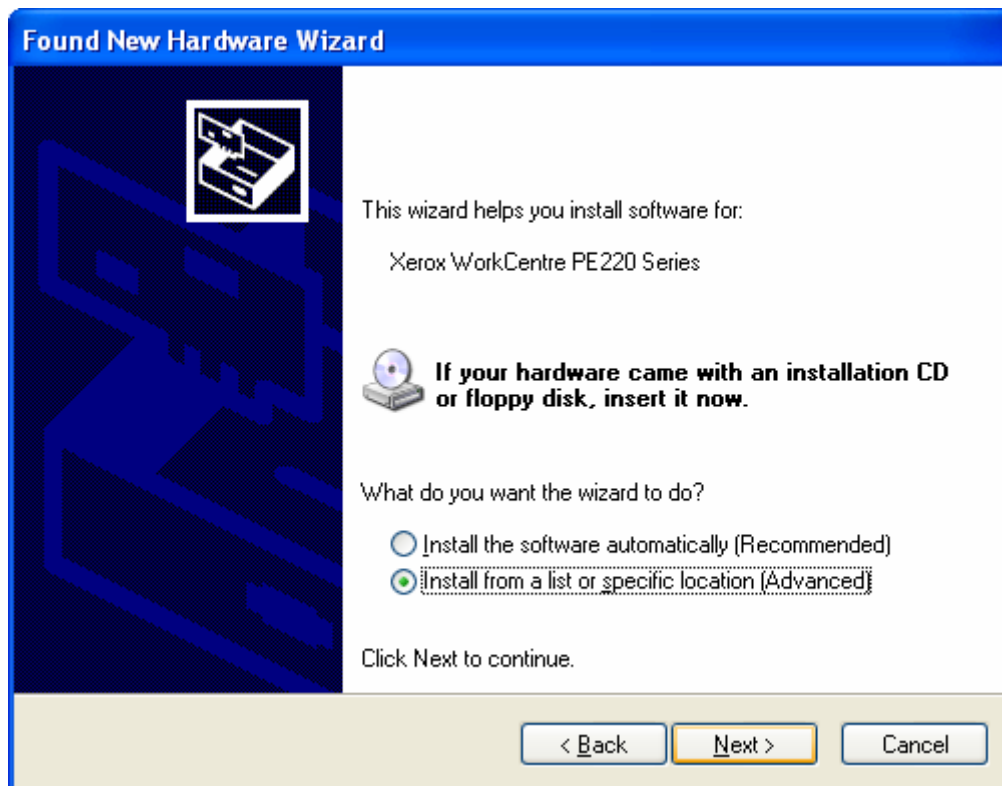 Found New Hardware Wizard
This wizard helps you install software for:
Xerox WorkCentre PE220 Series
If your hardware came with an installation CD
or floppy disk, insert it now.
What do you want the wizard to do?
Install the software automatically (Recommended)
Install from a list or specific location (Advanced)
Click Next to continue.
< Back Next > Cancel